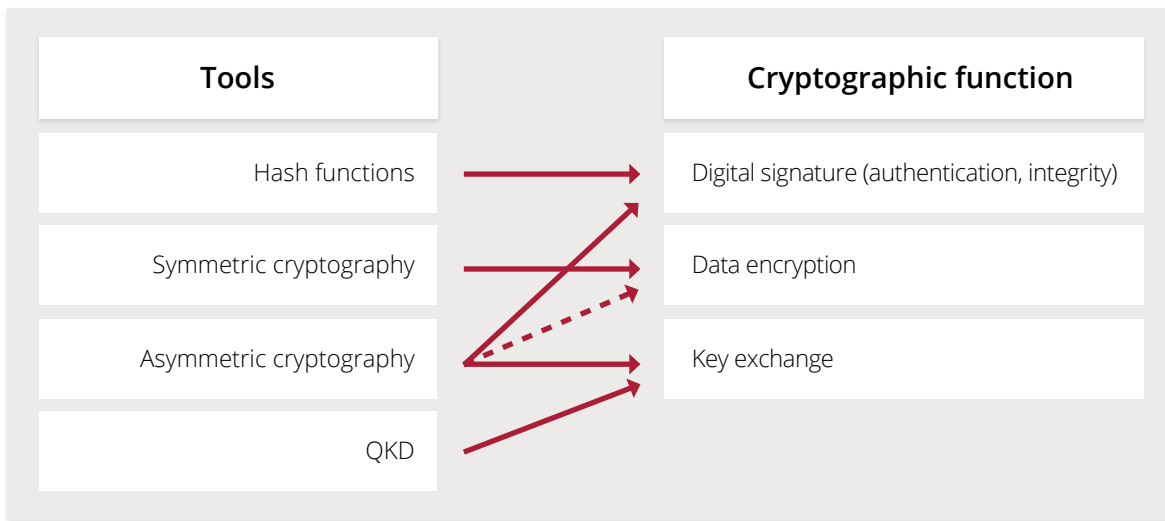 Tools
Cryptographic function
Hash functions
Digital signature (authentication, integrity)
Symmetric cryptography
Data encryption
Asymmetric cryptography
Key exchange
QKD